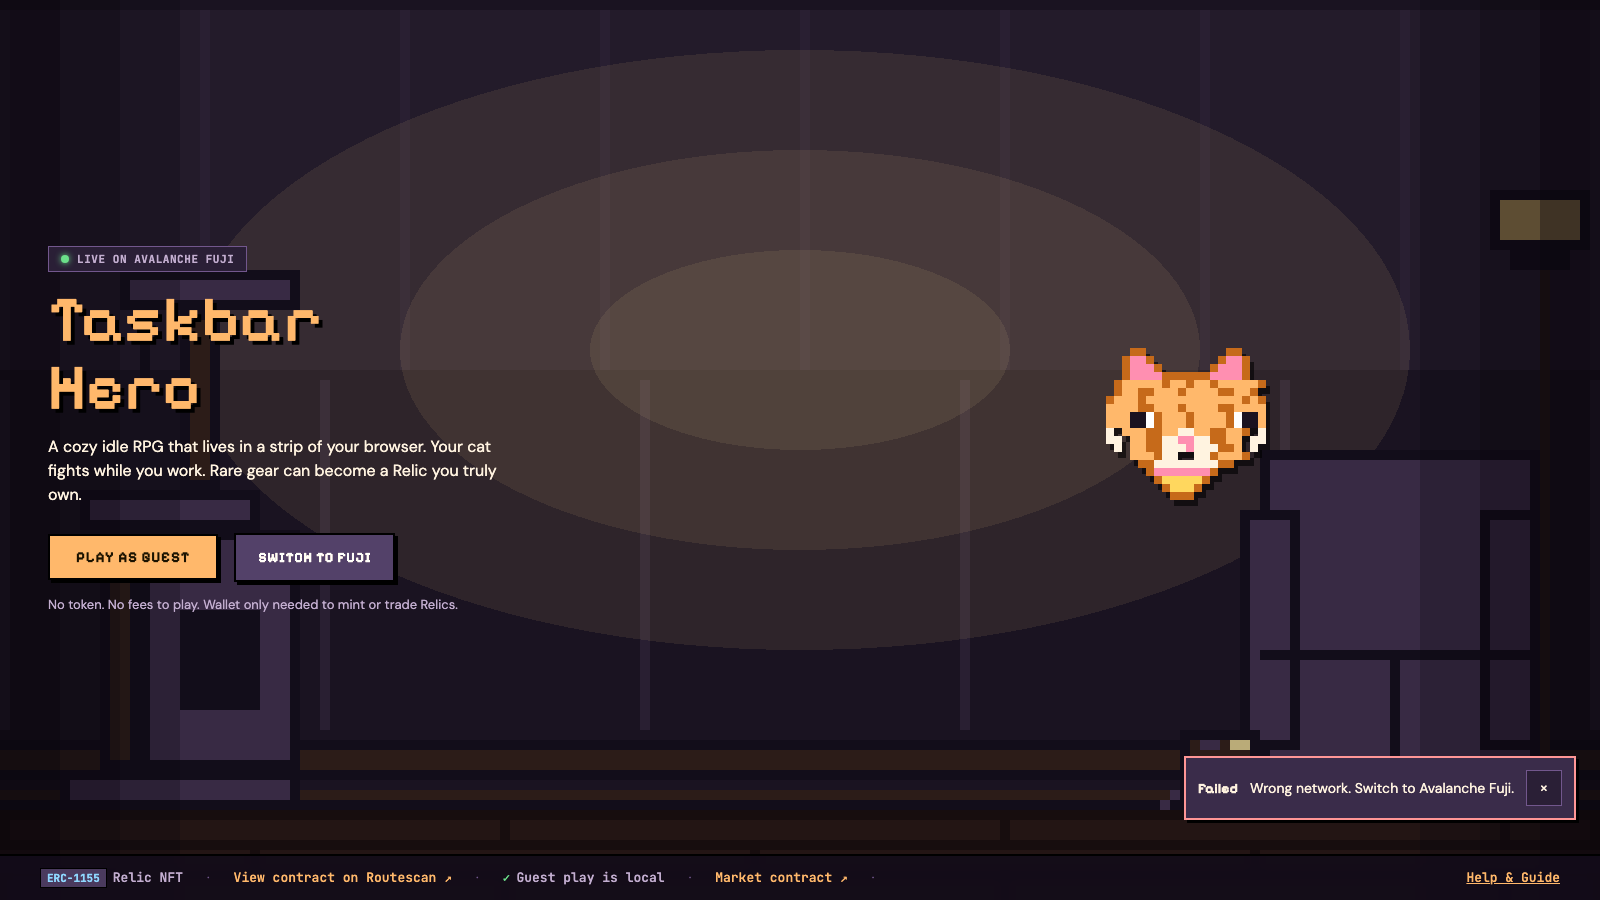 LIVE ON AVALANCHE FUJI
Taskbar
Hero
A cozy idle RPG that lives in a strip of your browser. Your cat
fights while you work. Rare gear can become a Relic you truly
own.
PLAY AS GUEST
SWITCH TO FUJI
No token. No fees to play. Wallet only needed to mint or trade Relics.
Failed Wrong network. Switch to Avalanche Fuji. ×
ERC-1155 Relic NFT · View contract on Routescan ↗ · ✓ Guest play is local · Market contract ↗ · Help & Guide